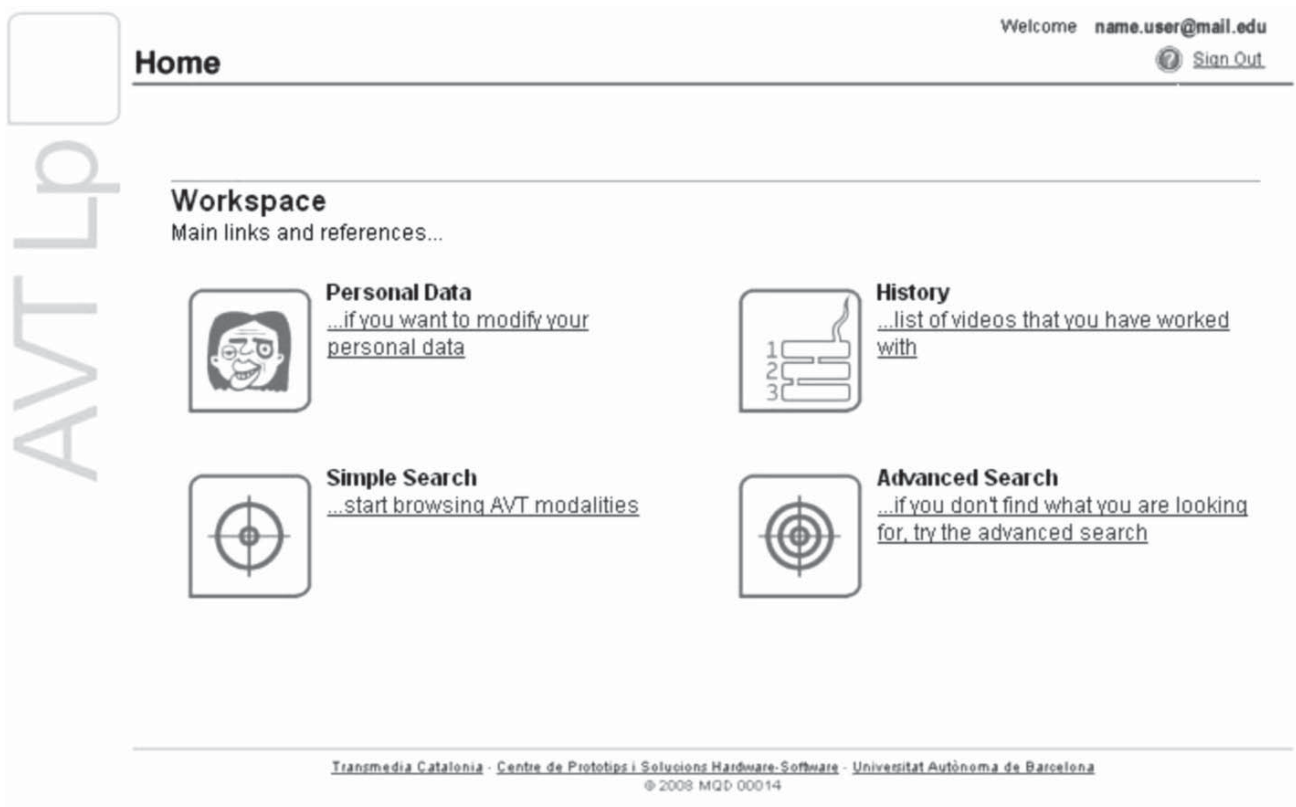 Welcome name.user@mail.edu
Home
Sign Out
AVT Lp
Workspace
Main links and references...
Personal Data
...if you want to modify your
personal data
History
...list of videos that you have worked
with
1
2
3
Simple Search
...start browsing AVT modalities
Advanced Search
...if you don't find what you are looking
for, try the advanced search
Transmedia Catalonia - Centre de Prototips i Solucions Hardware-Software - Universitat Autònoma de Barcelona
© 2008 MQD 00014